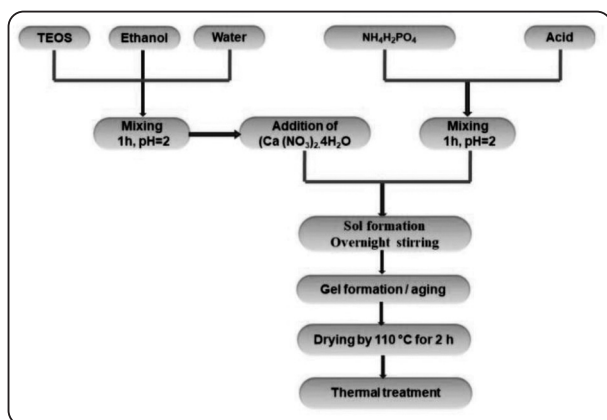 TEOS
Ethanol
Water
NH4H2PO4
Acid
Mixing
1h, pH=2
Addition of
(Ca (NO3)2.4H2O
Mixing
1h, pH=2
Sol formation
Overnight stirring
Gel formation / aging
Drying by 110 °C for 2 h
Thermal treatment